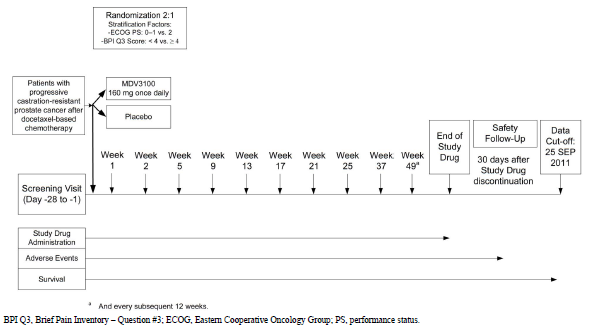 Randomization 2:1
Stratification Factors:
-ECOG PS: 0–1 vs. 2
-BPI Q3 Score: < 4 vs. ≥ 4
Patients with
progressive
castration-resistant
prostate cancer after
docetaxel-based
chemotherapy
MDV3100
160 mg once daily
Placebo
Week
1
Week
2
Week
5
Week
9
Week
13
Week
17
Week
21
Week
25
Week
37
Week
49a
End of
Study
Drug
Safety
Follow-Up
30 days after
Study Drug
discontinuation
Data
Cut-off:
25 SEP
2011
Screening Visit
(Day -28 to -1)
Study Drug
Administration
Adverse Events
Survival
a And every subsequent 12 weeks.
BPI Q3, Brief Pain Inventory – Question #3; ECOG, Eastern Cooperative Oncology Group; PS, performance status.